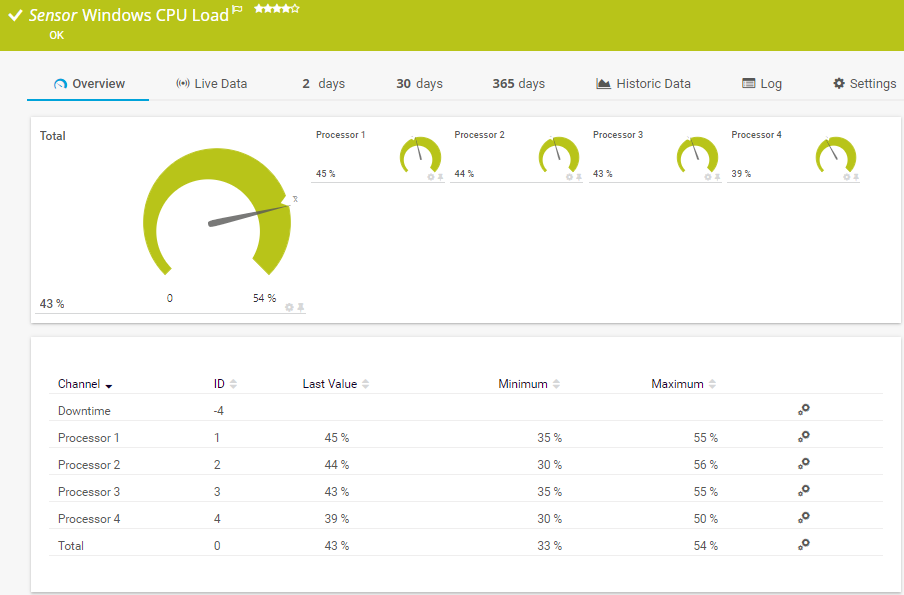 Sensor Windows CPU Load
OK
Overview Live Data 2 days 30 days 365 days Historic Data Log Settings
Total
Processor 1 Processor 2 Processor 3 Processor 4
45 % 44 % 43 % 39 %
0 54 %
43 %
Channel ID Last Value Minimum Maximum
Downtime -4
Processor 1 1 45 % 35 % 55 %
Processor 2 2 44 % 30 % 56 %
Processor 3 3 43 % 35 % 55 %
Processor 4 4 39 % 30 % 50 %
Total 0 43 % 33 % 54 %